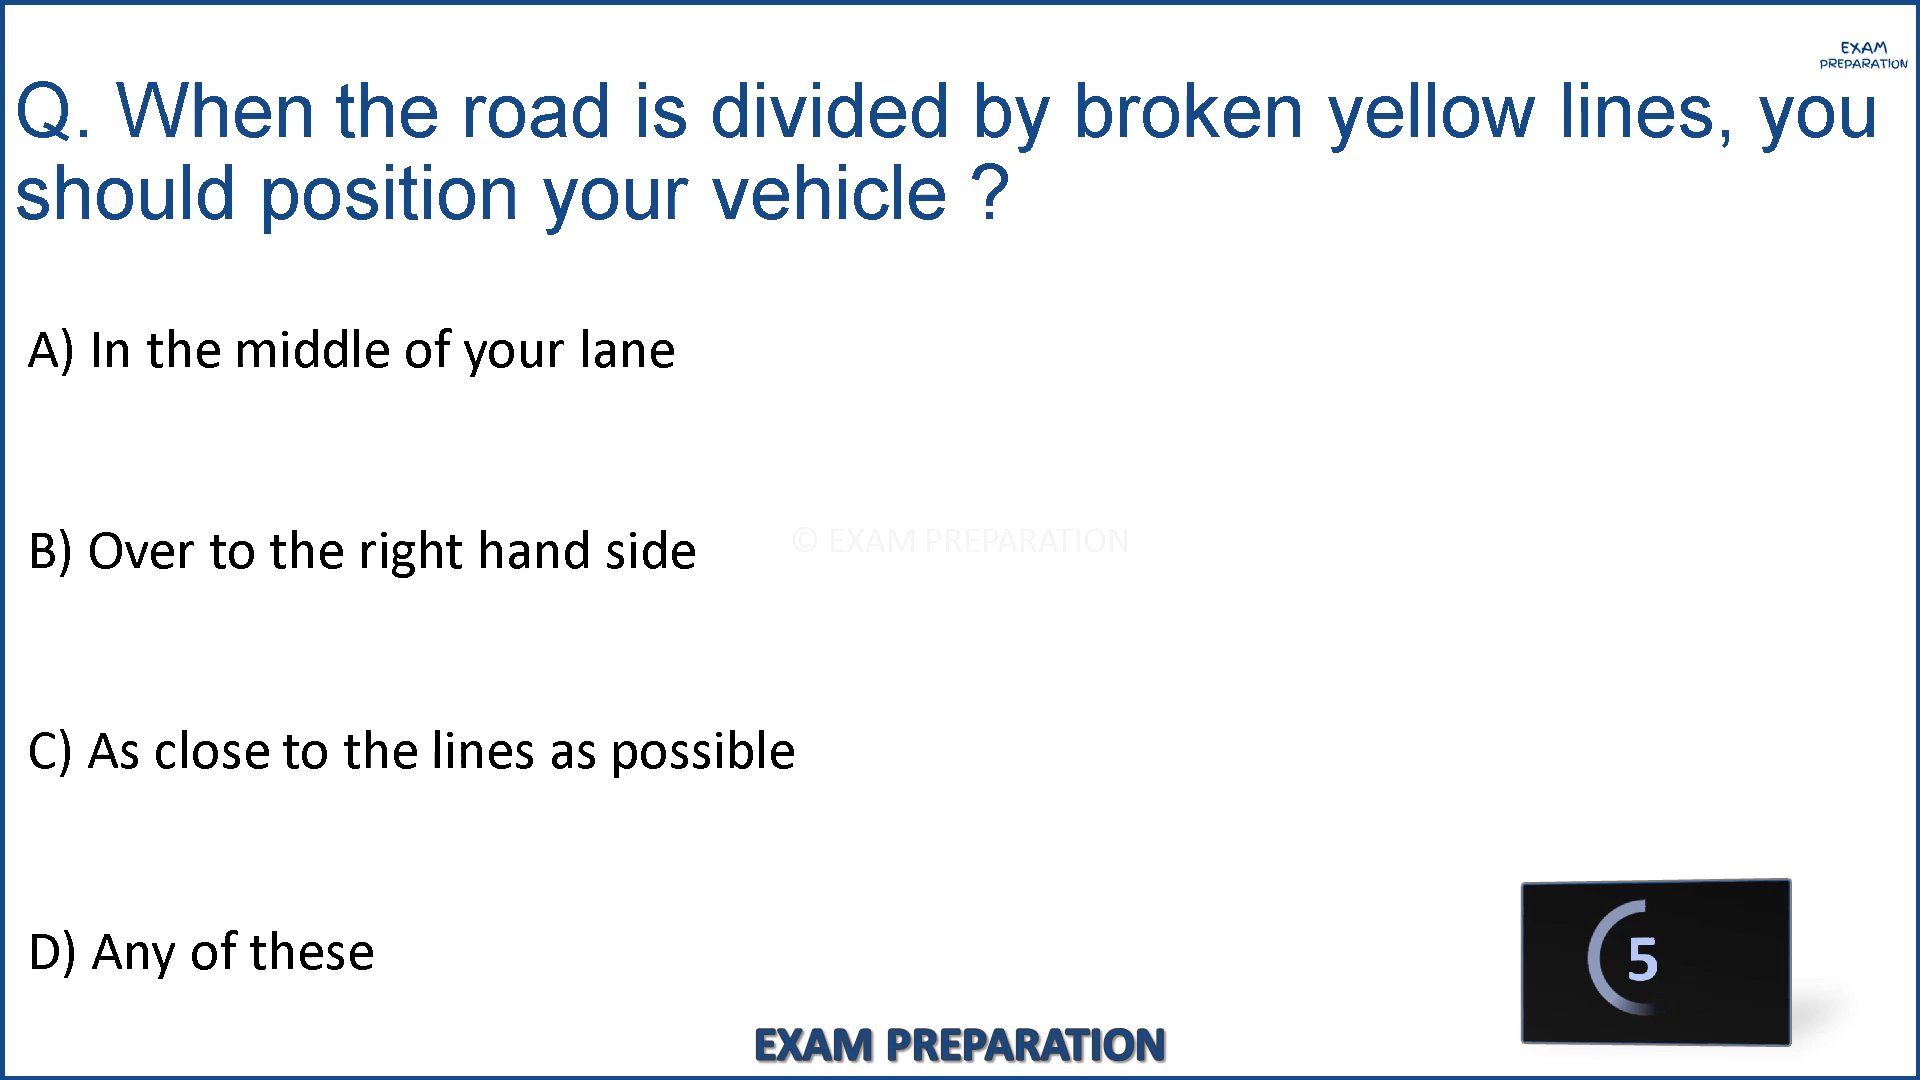 EXAM
PREPARATION
Q. When the road is divided by broken yellow lines, you
should position your vehicle ?
A) In the middle of your lane
B) Over to the right hand side
© EXAM PREPARATION
C) As close to the lines as possible
D) Any of these
5
EXAM PREPARATION